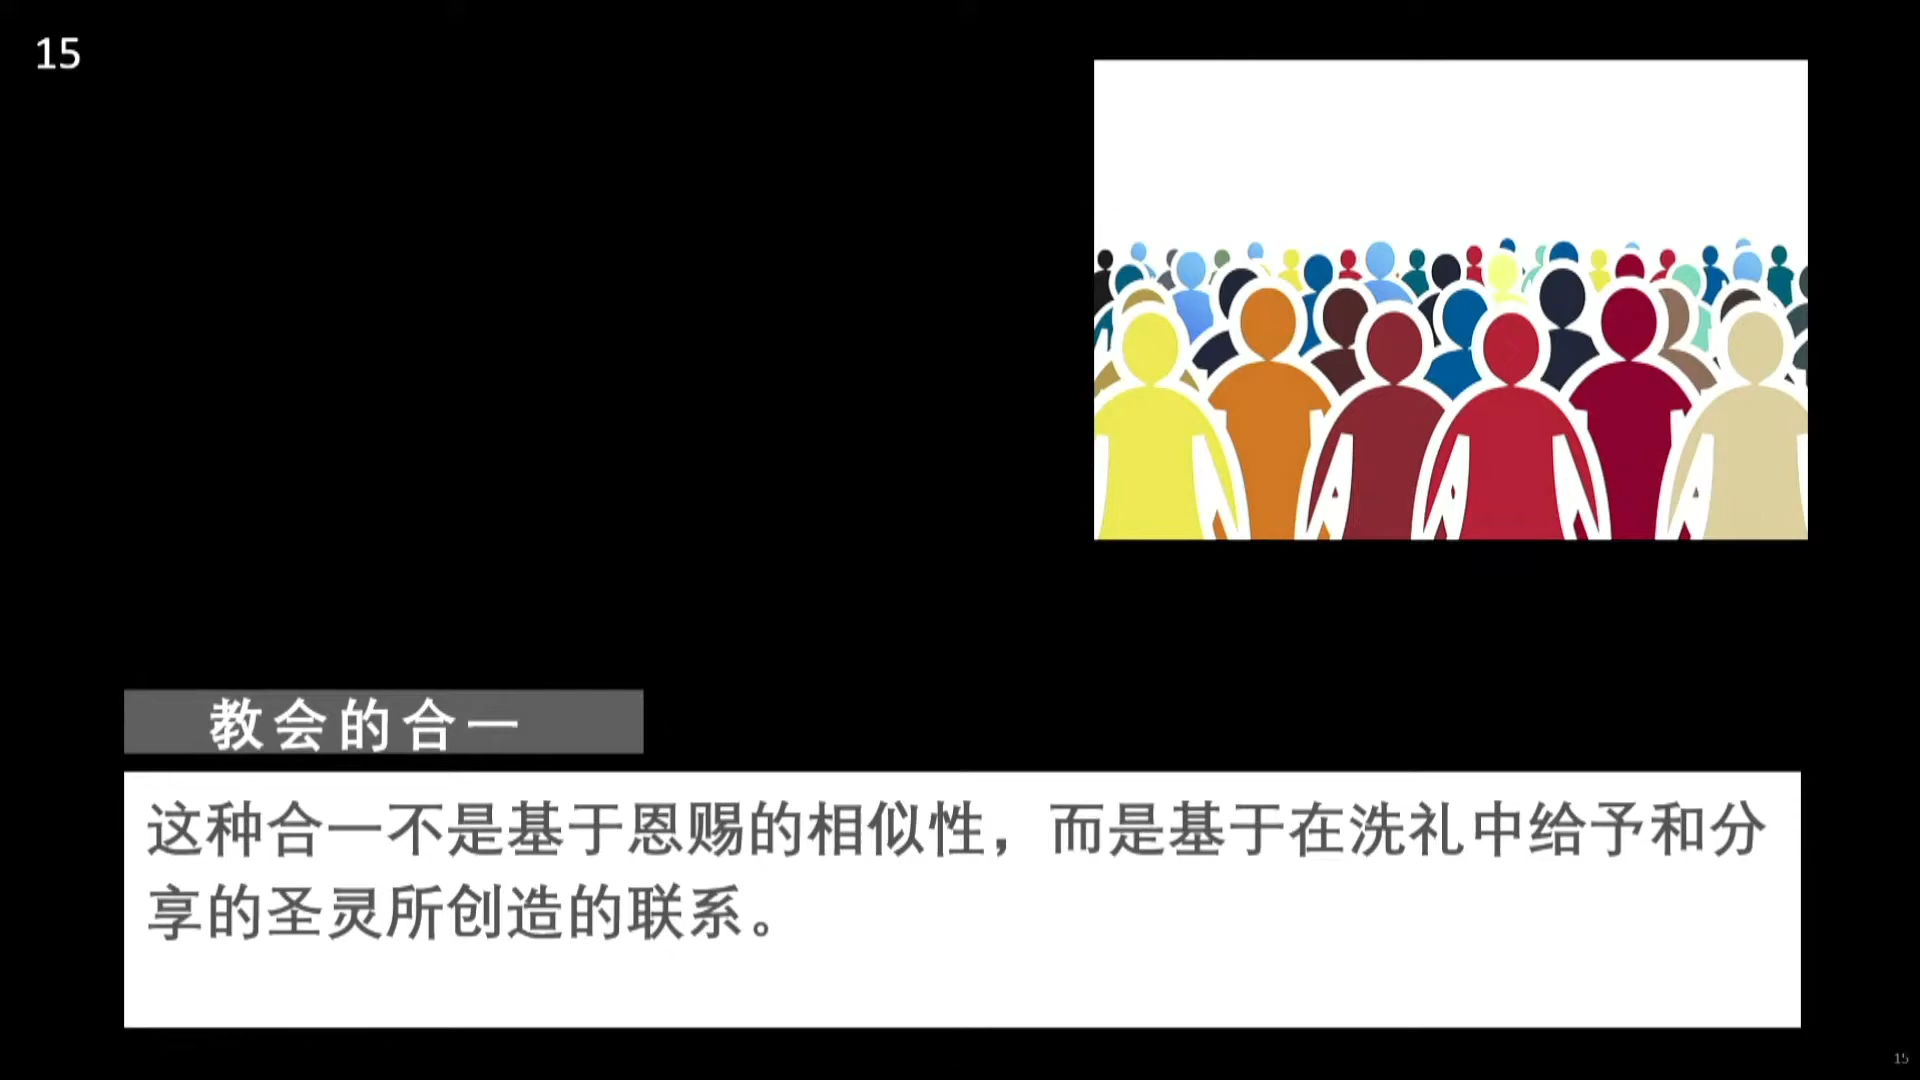 15
教会的合一
这种合一不是基于恩赐的相似性，而是基于在洗礼中给予和分
享的圣灵所创造的联系。
15